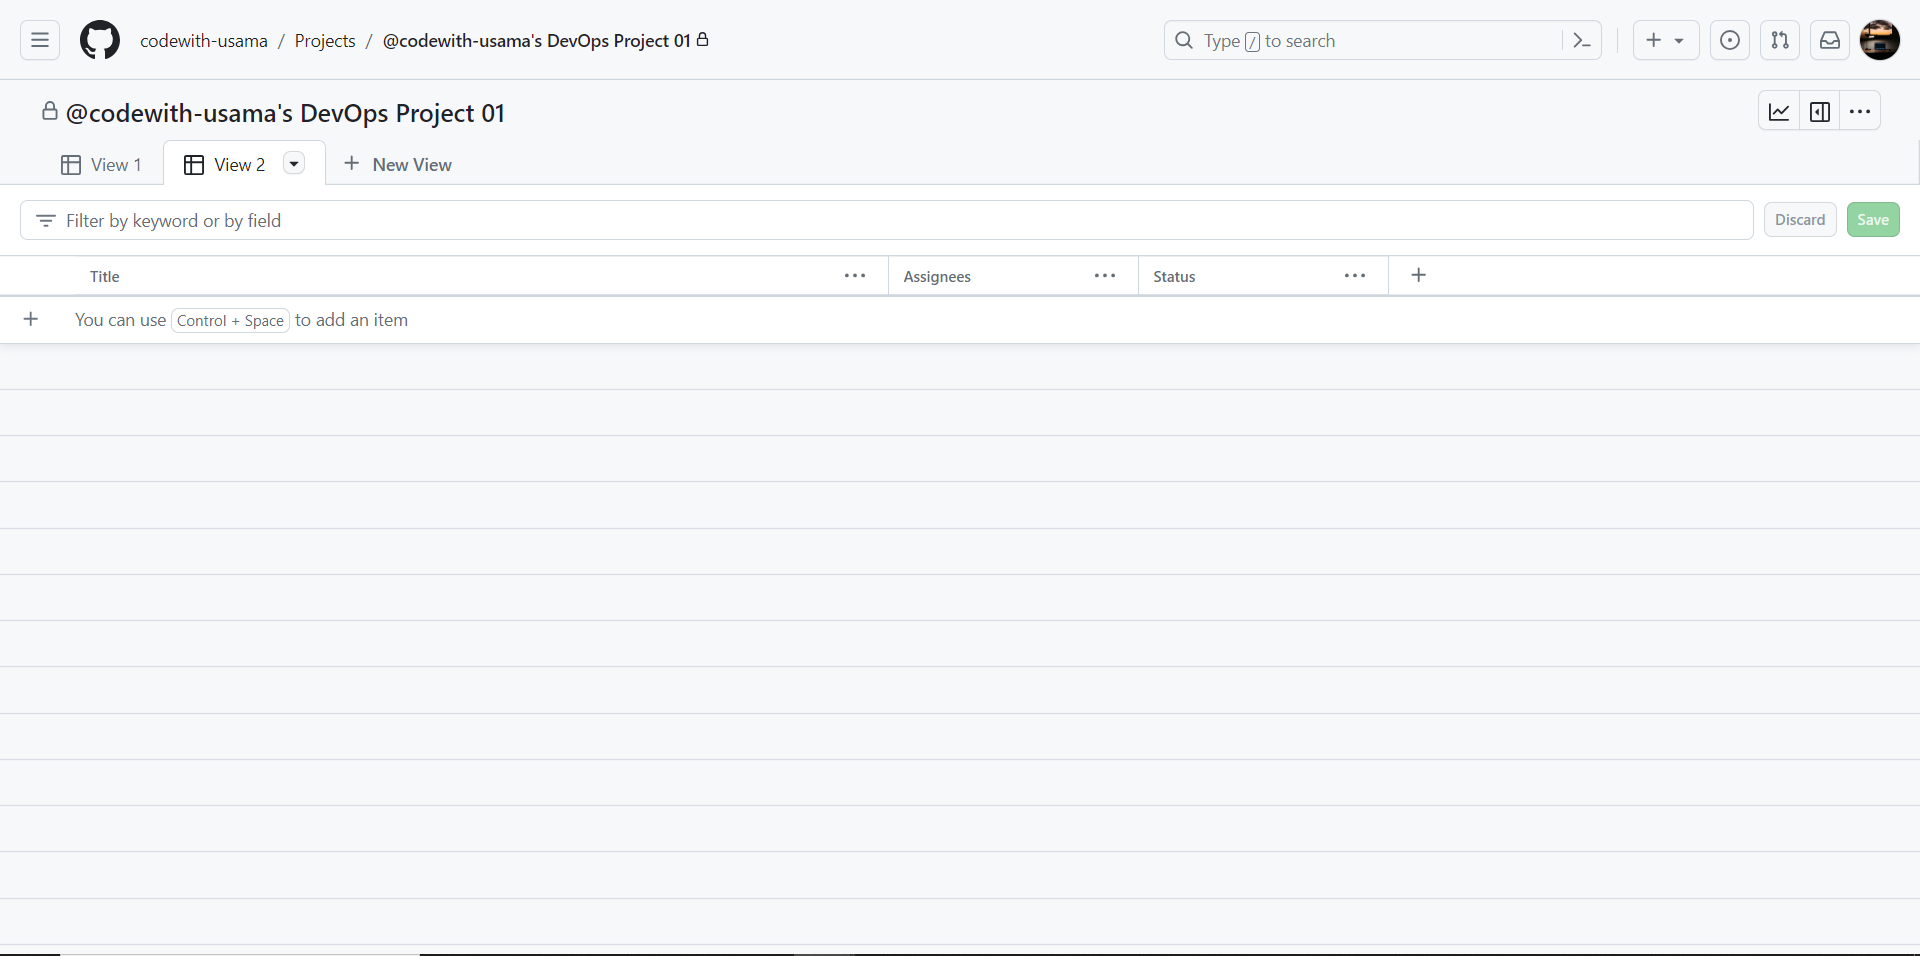 codewith-usama / Projects / @codewith-usama's DevOps Project 01
Type / to search
@codewith-usama's DevOps Project 01
View 1
View 2
New View
Filter by keyword or by field
Discard
Save
Title
Assignees
Status
You can use Control + Space to add an item